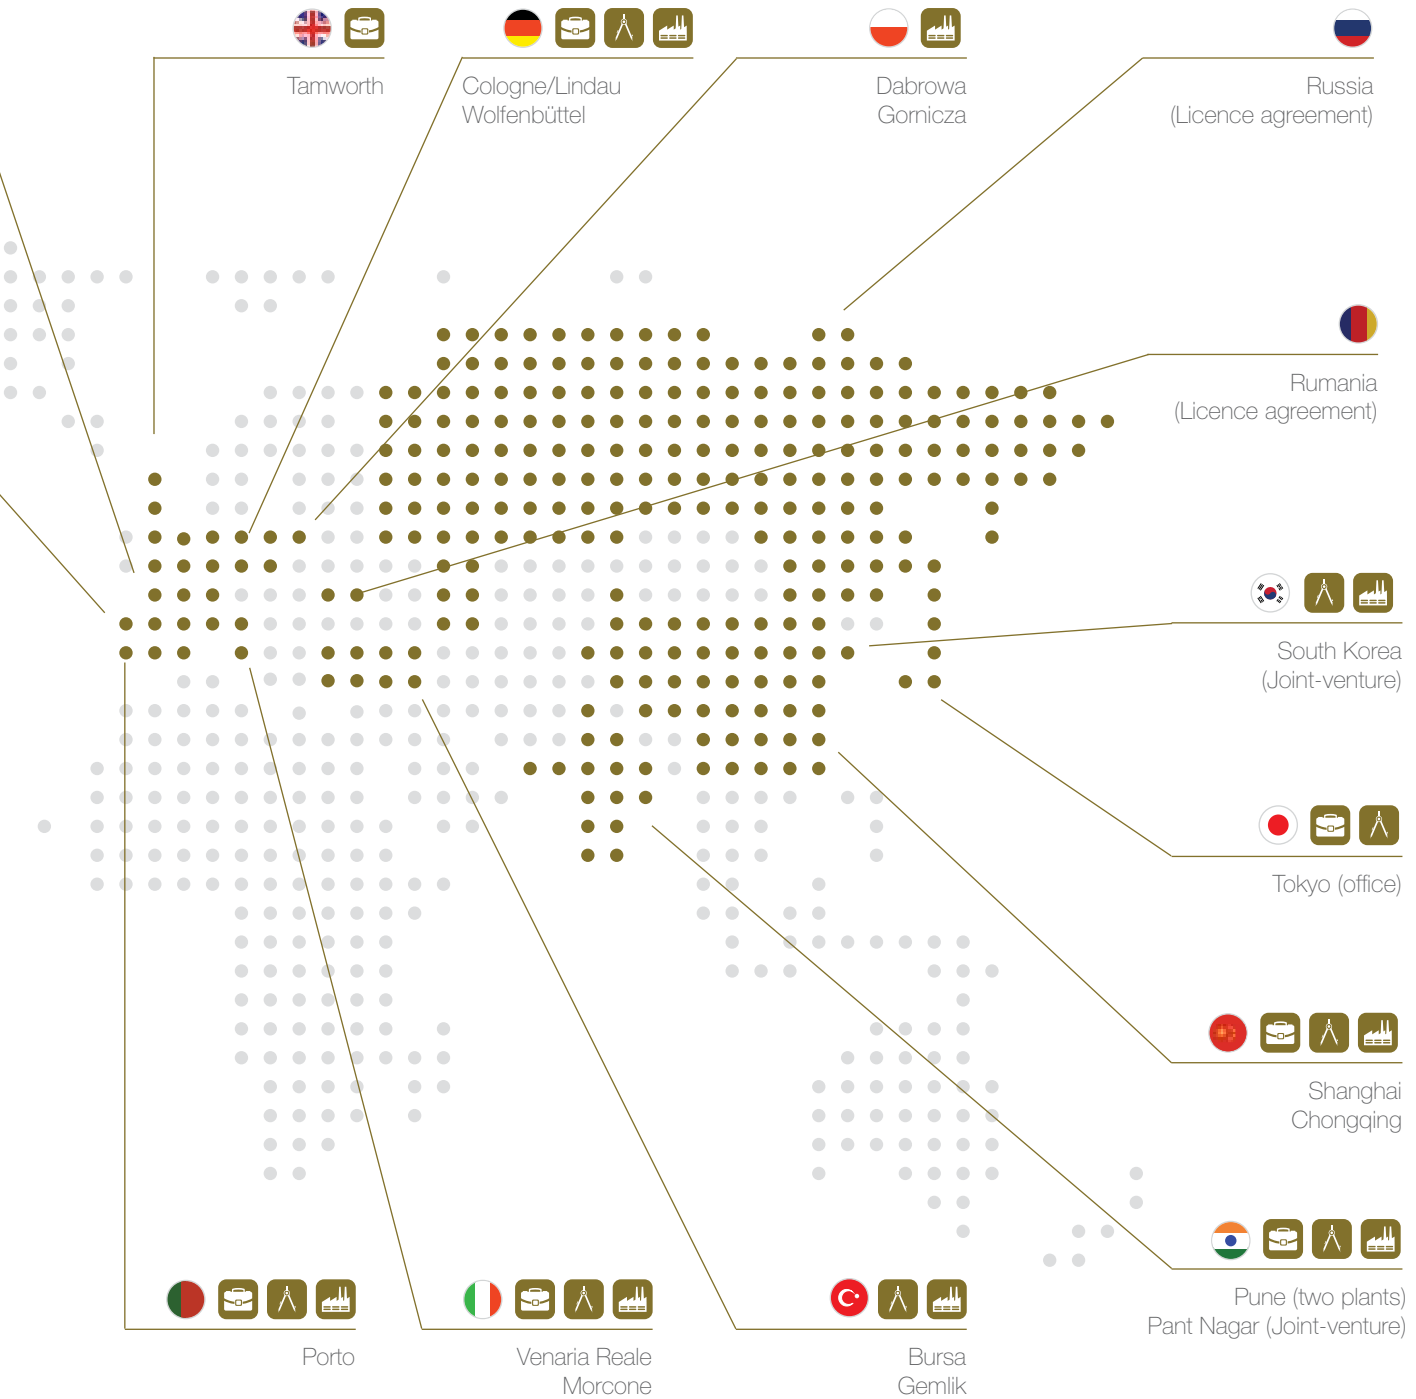 Tamworth
Cologne/Lindau
Wolfenbüttel
Dabrowa
Gornicza
Russia
(Licence agreement)
Rumania
(Licence agreement)
South Korea
(Joint-venture)
Tokyo (office)
Shanghai
Chongqing
Pune (two plants)
Pant Nagar (Joint-venture)
Porto
Venaria Reale
Morcone
Bursa
Gemlik